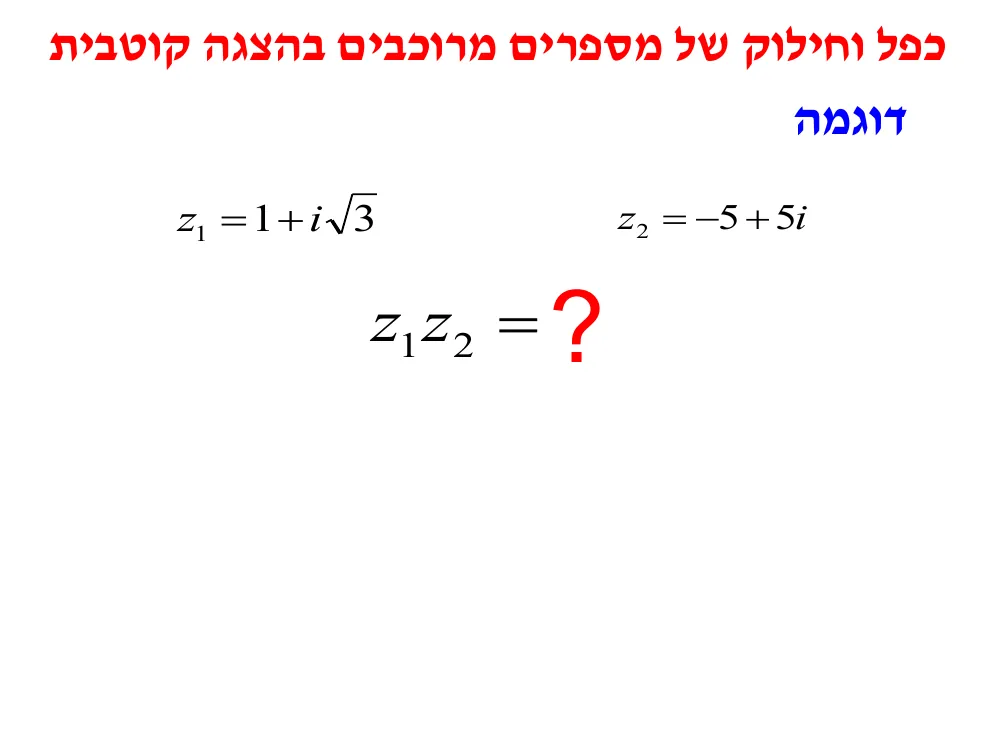 כפל וחילוק של מספרים מרוכבים בהצגה קוטבית
דוגמה
z₁ = 1 + i√3    z₂ = −5 + 5i
z₁z₂ = ?